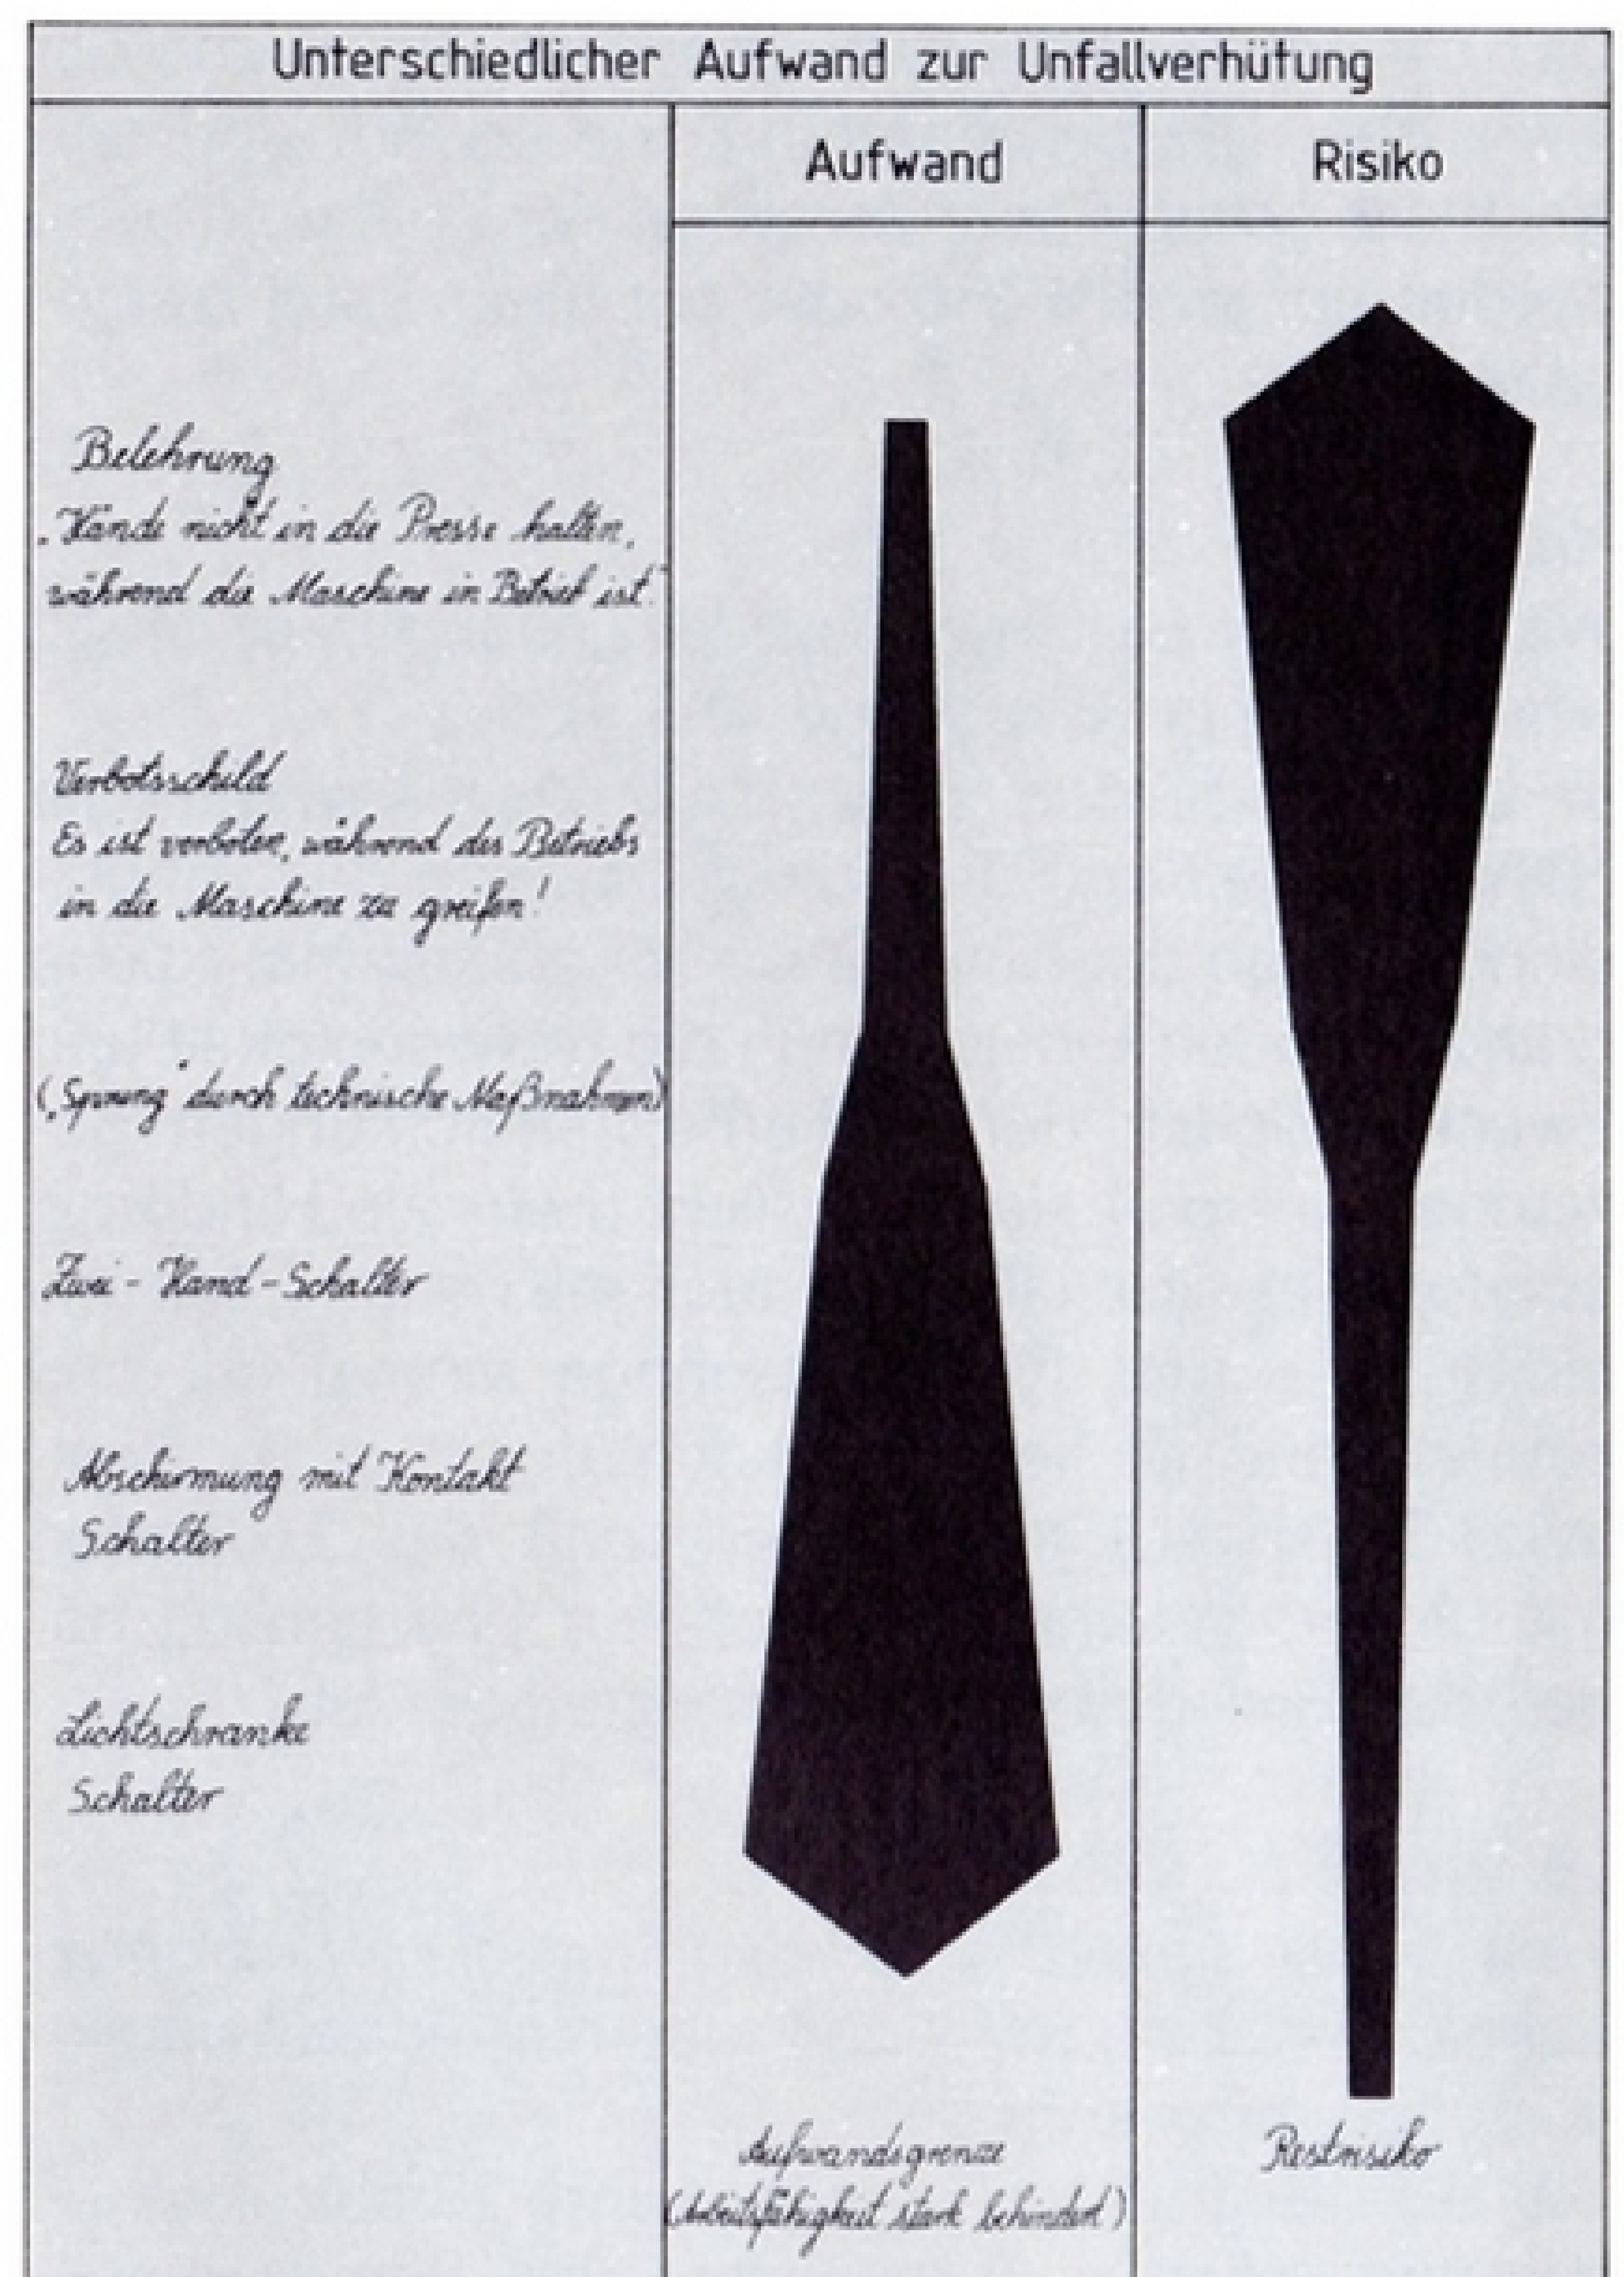 Unterschiedlicher Aufwand zur Unfallverhütung
Aufwand
Risiko
Belehrung
„Hände nicht in die Presse halten,
während die Maschine in Betrieb ist."
Verbotsschild
Es ist verboten, während des Betriebs
in die Maschine zu greifen!
(„Sprung" durch technische Maßnahmen)
Zwei - Hand - Schalter
Abschirmung mit Kontakt
Schalter
Lichtschranke
Schalter
Aufwandsgrenze
(Arbeitsfähigkeit stark behindert)
Restrisiko